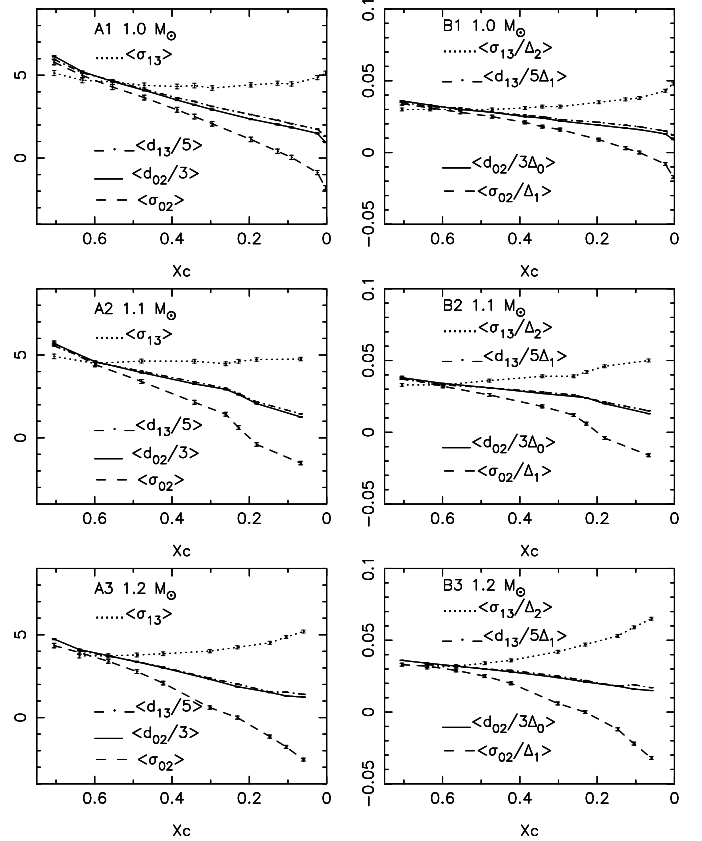 A1 1.0 M⊙
<σ13>
5
0
_<d13/5>
<d02/3>
<σ02>
0.6 0.4 0.2 0
Xc
B1 1.0 M⊙
<σ13/Δ2>
_<d13/5Δ1>
0.1
0.05
0
−0.05
<d02/3Δ0>
<σ02/Δ1>
0.6 0.4 0.2 0
Xc
A2 1.1 M⊙
<σ13>
5
0
_<d13/5>
<d02/3>
<σ02>
0.6 0.4 0.2 0
Xc
B2 1.1 M⊙
<σ13/Δ2>
_<d13/5Δ1>
0.1
0.05
0
−0.05
<d02/3Δ0>
<σ02/Δ1>
0.6 0.4 0.2 0
Xc
A3 1.2 M⊙
<σ13>
5
0
_<d13/5>
<d02/3>
<σ02>
0.6 0.4 0.2 0
Xc
B3 1.2 M⊙
<σ13/Δ2>
_<d13/5Δ1>
0.1
0.05
0
−0.05
<d02/3Δ0>
<σ02/Δ1>
0.6 0.4 0.2 0
Xc